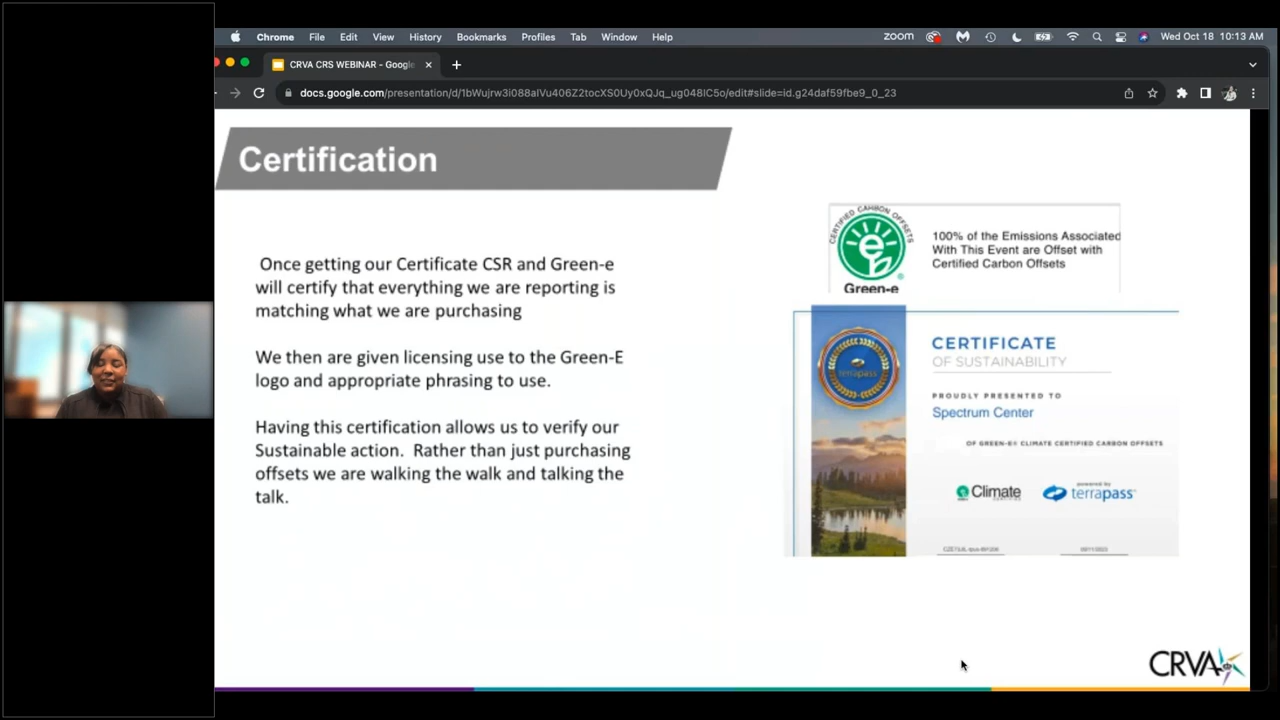 Chrome File Edit View History Bookmarks Profiles Tab Window Help zoom Wed Oct 18 10:13 AM
CRVA CRS WEBINAR - Google
docs.google.com/presentation/d/1bWujrw3i088alVu406Z2tocXS0Uy0xQJq_ug048IC5o/edit#slide=id.g24daf59fbe9_0_23
Certification
Once getting our Certificate CSR and Green-e
will certify that everything we are reporting is
matching what we are purchasing
We then are given licensing use to the Green-E
logo and appropriate phrasing to use.
Having this certification allows us to verify our
Sustainable action. Rather than just purchasing
offsets we are walking the walk and talking the
talk.
CERTIFIED CARBON OFFSETS
e
Green-e
100% of the Emissions Associated
With This Event are Offset with
Certified Carbon Offsets
terrapass
CERTIFICATE
OF SUSTAINABILITY
PROUDLY PRESENTED TO
Spectrum Center
OF GREEN-E® CLIMATE CERTIFIED CARBON OFFSETS
Climate
powered by
terrapass
CRVA